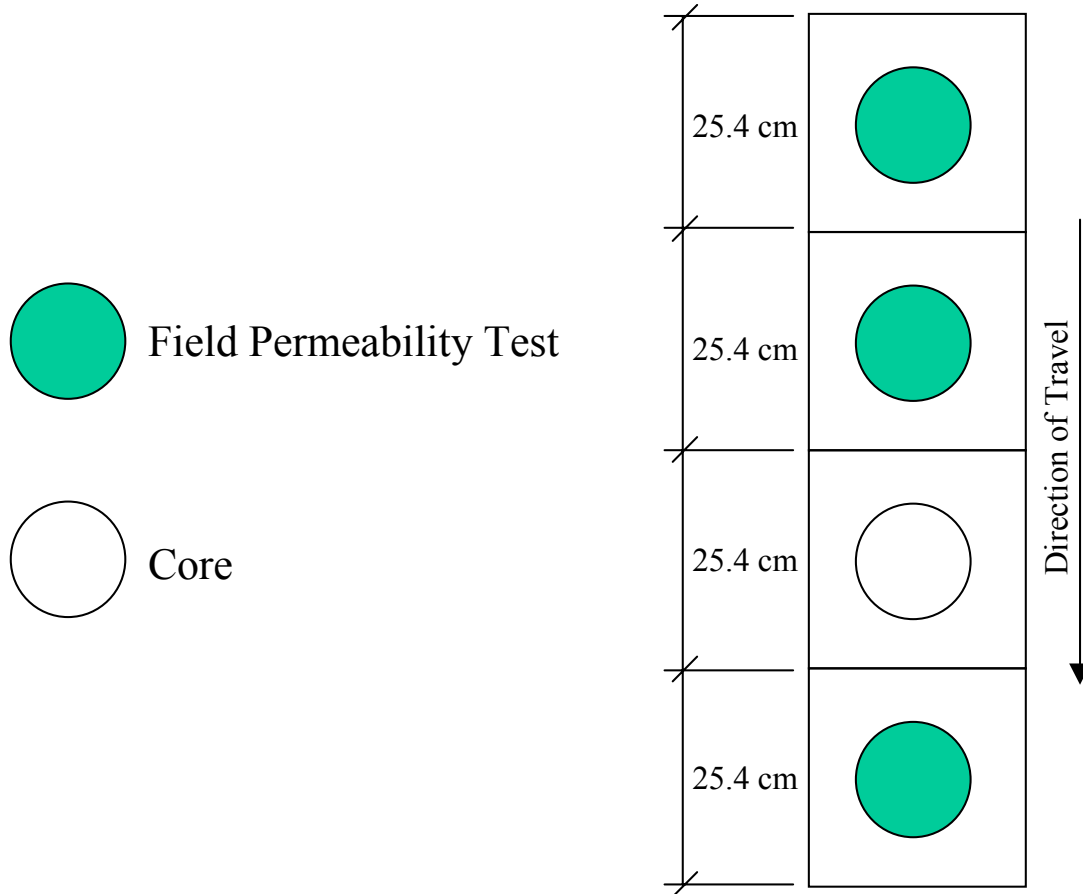 Field Permeability Test
Core
25.4 cm
25.4 cm
25.4 cm
25.4 cm
Direction of Travel